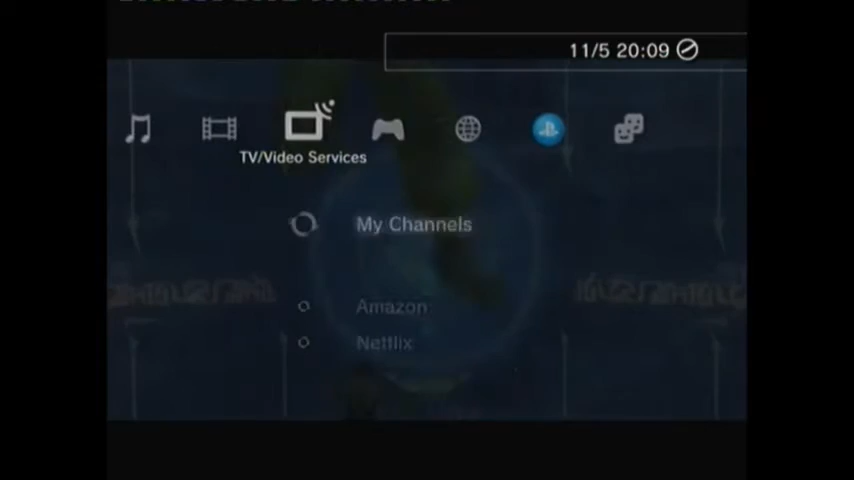 11/5 20:09
TV/Video Services
My Channels
Amazon
Netflix